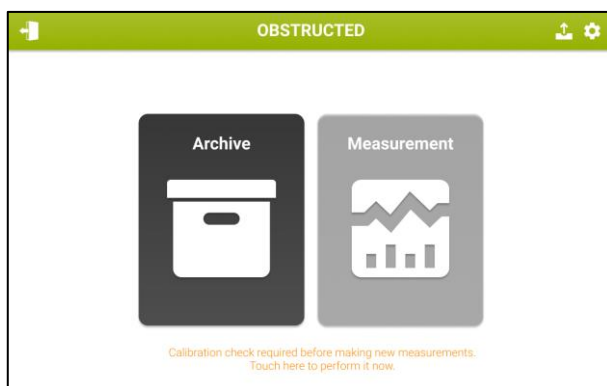 OBSTRUCTED
Archive
Measurement
Calibration check required before making new measurements.
Touch here to perform it now.